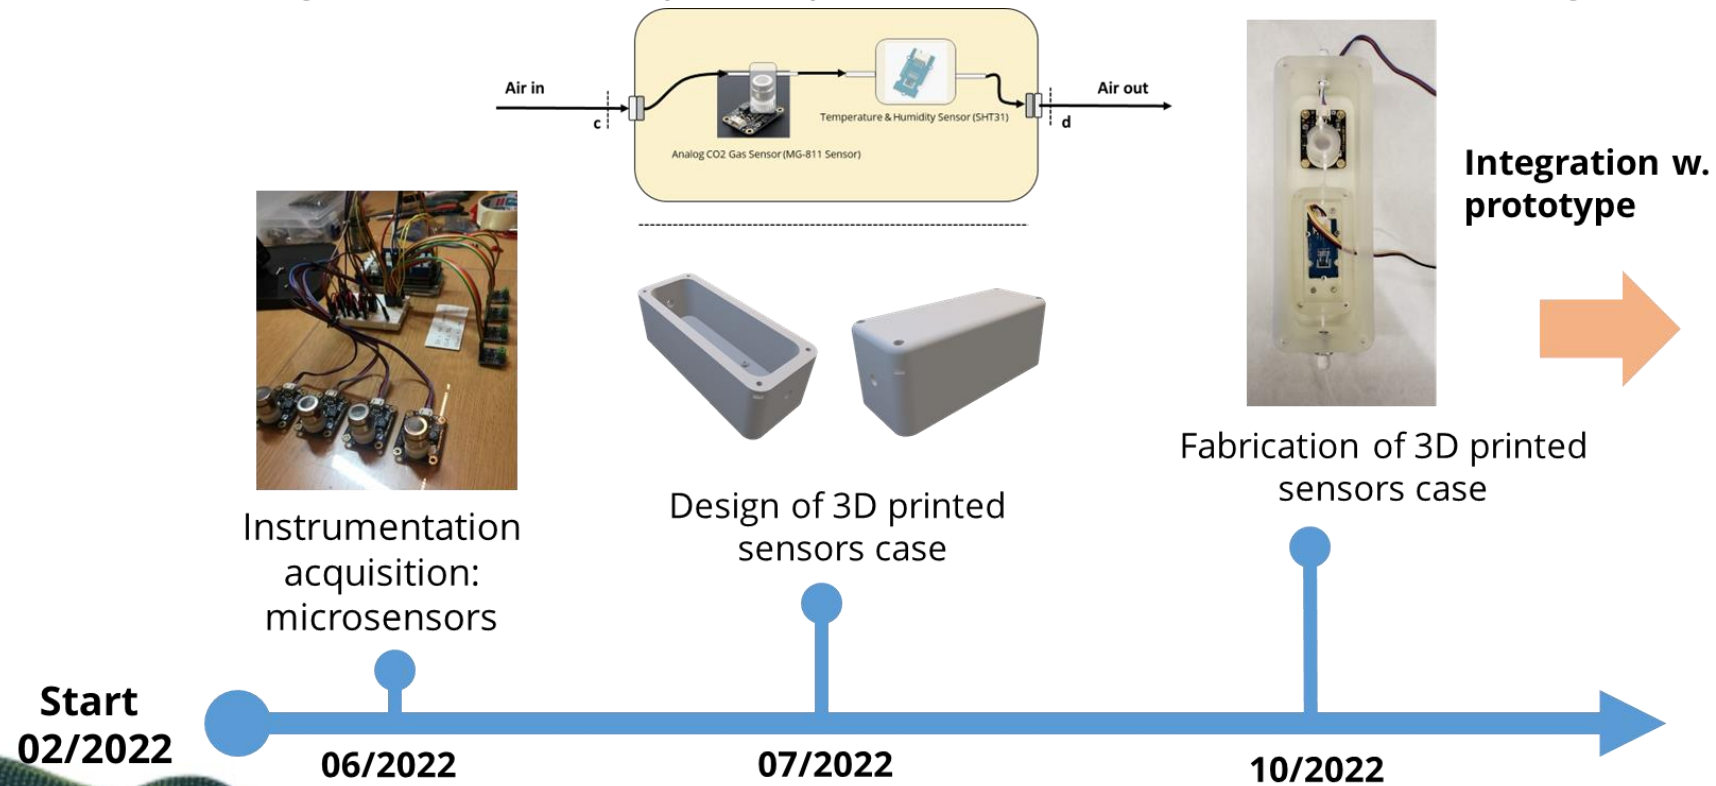 Air in
c
Analog CO2 Gas Sensor (MG-811 Sensor)
Temperature & Humidity Sensor (SHT31)
Air out
d
Integration w.
prototype
Instrumentation
acquisition:
microsensors
Design of 3D printed
sensors case
Fabrication of 3D printed
sensors case
Start
02/2022
06/2022
07/2022
10/2022